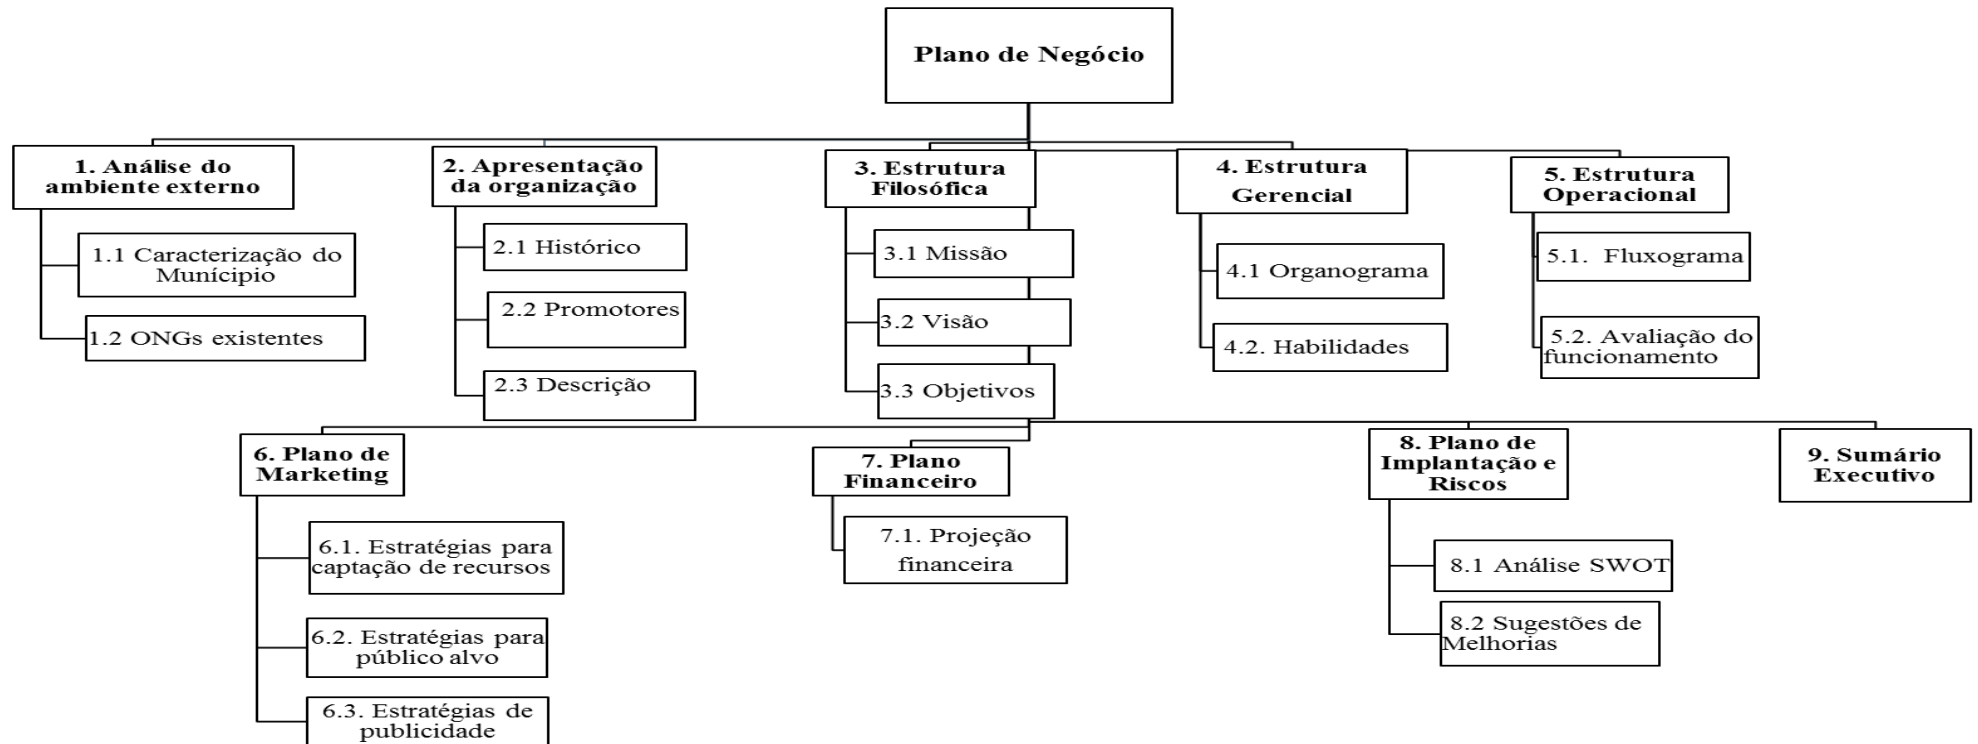 Plano de Negócio
1. Análise do
ambiente externo
1.1 Caracterização do
Munícipio
1.2 ONGs existentes
2. Apresentação
da organização
2.1 Histórico
2.2 Promotores
2.3 Descrição
3. Estrutura
Filosófica
3.1 Missão
3.2 Visão
3.3 Objetivos
4. Estrutura
Gerencial
4.1 Organograma
4.2. Habilidades
5. Estrutura
Operacional
5.1. Fluxograma
5.2. Avaliação do
funcionamento
6. Plano de
Marketing
6.1. Estratégias para
captação de recursos
6.2. Estratégias para
público alvo
6.3. Estratégias de
publicidade
7. Plano
Financeiro
7.1. Projeção
financeira
8. Plano de
Implantação e
Riscos
8.1 Análise SWOT
8.2 Sugestões de
Melhorias
9. Sumário
Executivo